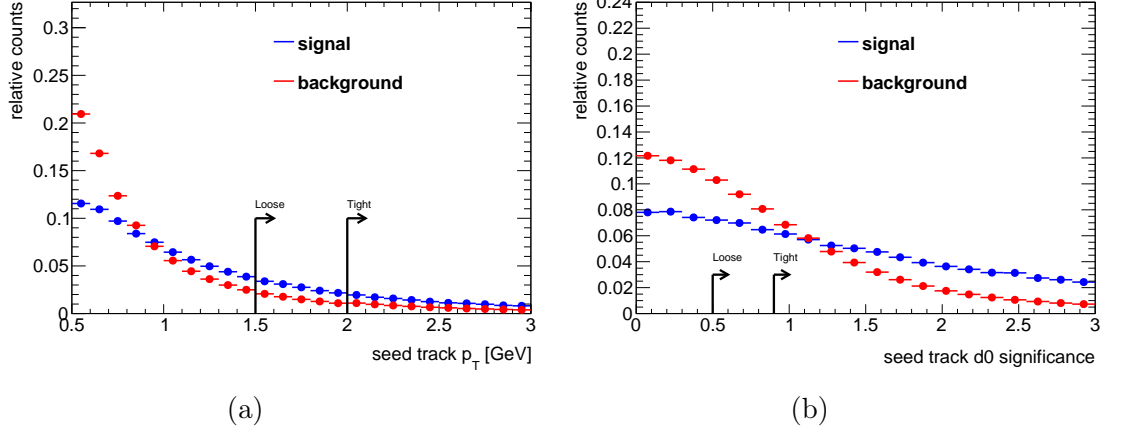 relative counts
0.3
0.25
0.2
0.15
0.1
0.05
0
signal
background
Loose
Tight
0.5 1 1.5 2 2.5 3
seed track p_T [GeV]
(a)
relative counts
0.24
0.22
0.2
0.18
0.16
0.14
0.12
0.10
0.08
0.06
0.04
0.02
0
signal
background
Loose
Tight
0 0.5 1 1.5 2 2.5 3
seed track d0 significance
(b)